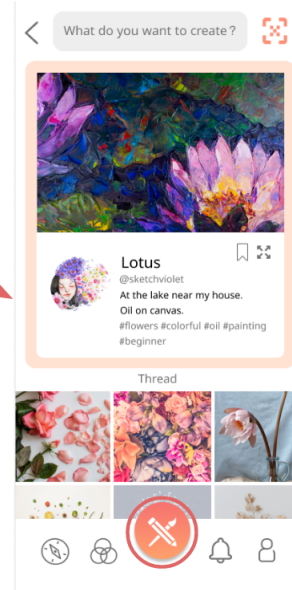 What do you want to create ?
Lotus
@sketchviolet
At the lake near my house.
Oil on canvas.
#flowers #colorful #oil #painting
#beginner
Thread